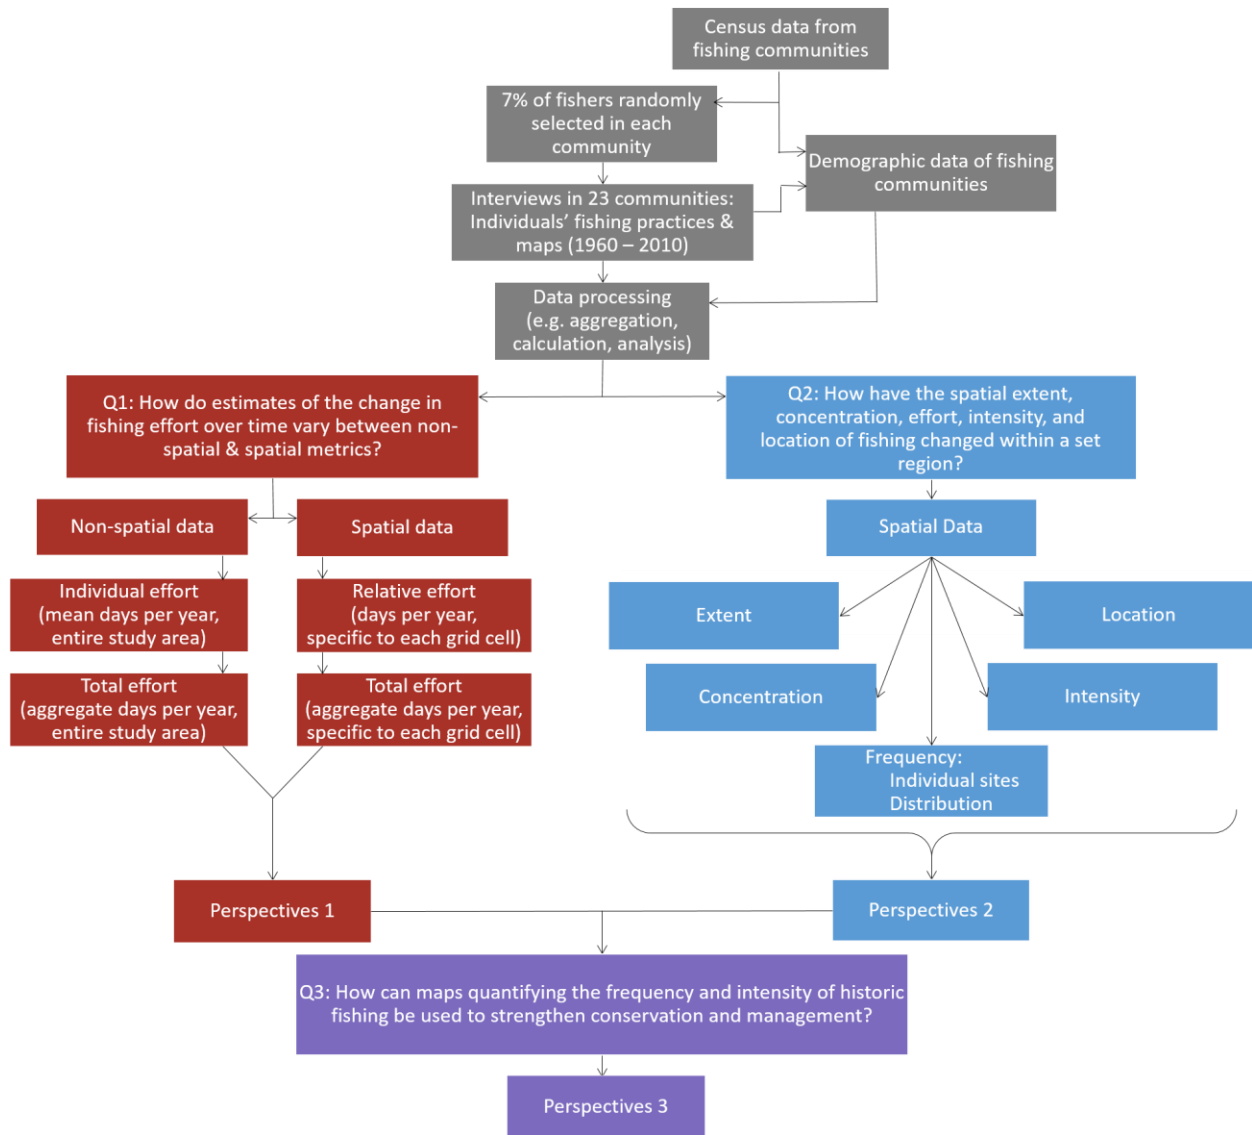 Census data from
fishing communities
7% of fishers randomly
selected in each
community
Demographic data of fishing
communities
Interviews in 23 communities:
Individuals’ fishing practices &
maps (1960 – 2010)
Data processing
(e.g. aggregation,
calculation, analysis)
Q1: How do estimates of the change in
fishing effort over time vary between non-
spatial & spatial metrics?
Q2: How have the spatial extent,
concentration, effort, intensity, and
location of fishing changed within a set
region?
Non-spatial data
Spatial data
Spatial Data
Individual effort
(mean days per year,
entire study area)
Relative effort
(days per year,
specific to each grid cell)
Extent
Location
Total effort
(aggregate days per year,
entire study area)
Total effort
(aggregate days per year,
specific to each grid cell)
Concentration
Intensity
Frequency:
Individual sites
Distribution
Perspectives 1
Perspectives 2
Q3: How can maps quantifying the frequency and intensity of historic
fishing be used to strengthen conservation and management?
Perspectives 3